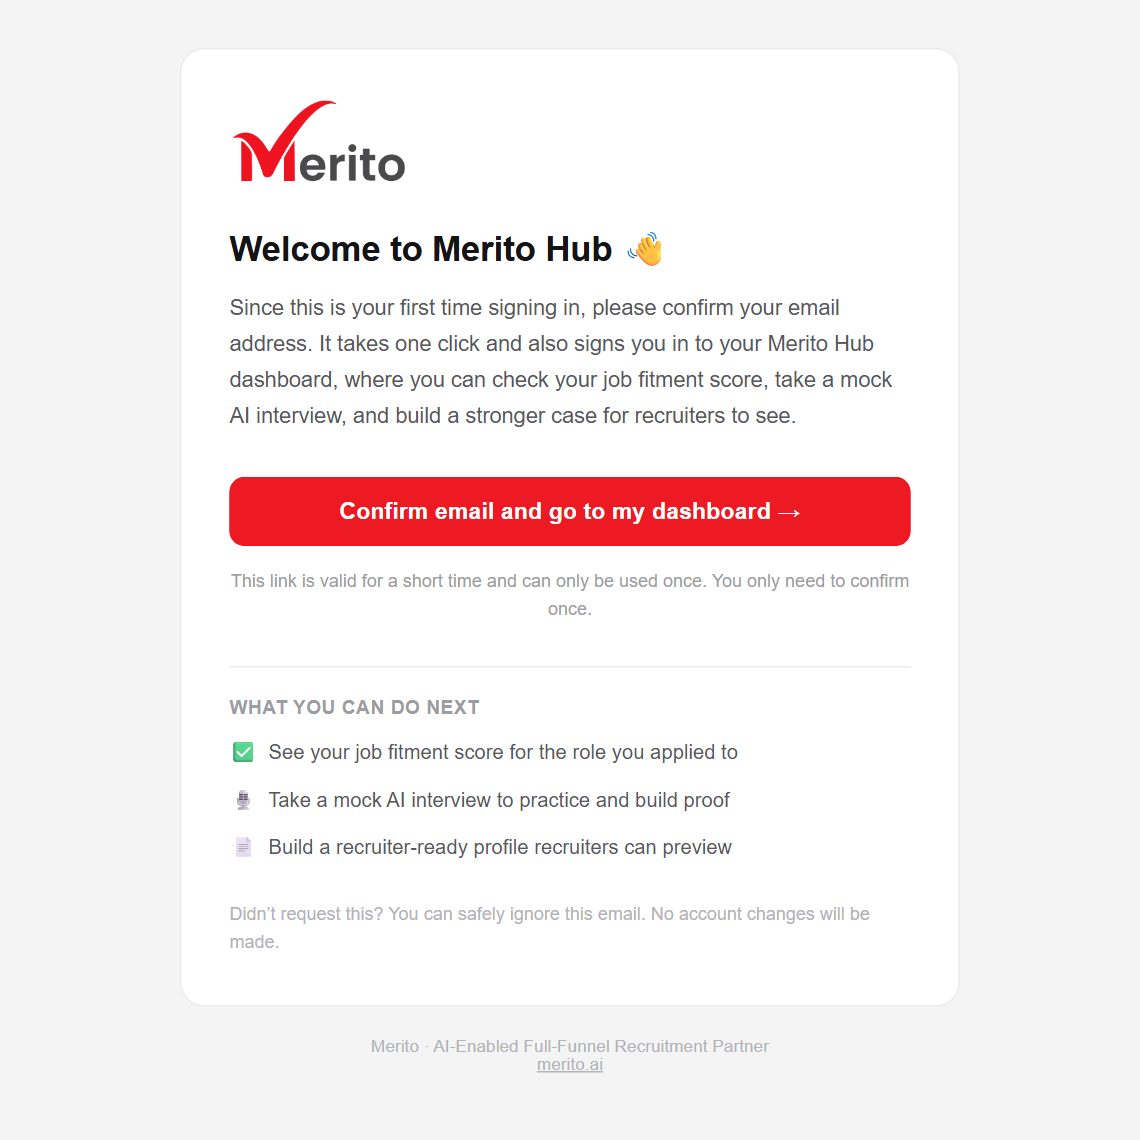 Merito
Welcome to Merito Hub 👋
Since this is your first time signing in, please confirm your email
address. It takes one click and also signs you in to your Merito Hub
dashboard, where you can check your job fitment score, take a mock
AI interview, and build a stronger case for recruiters to see.
Confirm email and go to my dashboard →
This link is valid for a short time and can only be used once. You only need to confirm
once.
WHAT YOU CAN DO NEXT
✅ See your job fitment score for the role you applied to
🎙️ Take a mock AI interview to practice and build proof
📄 Build a recruiter-ready profile recruiters can preview
Didn’t request this? You can safely ignore this email. No account changes will be
made.
Merito · AI-Enabled Full-Funnel Recruitment Partner
merito.ai